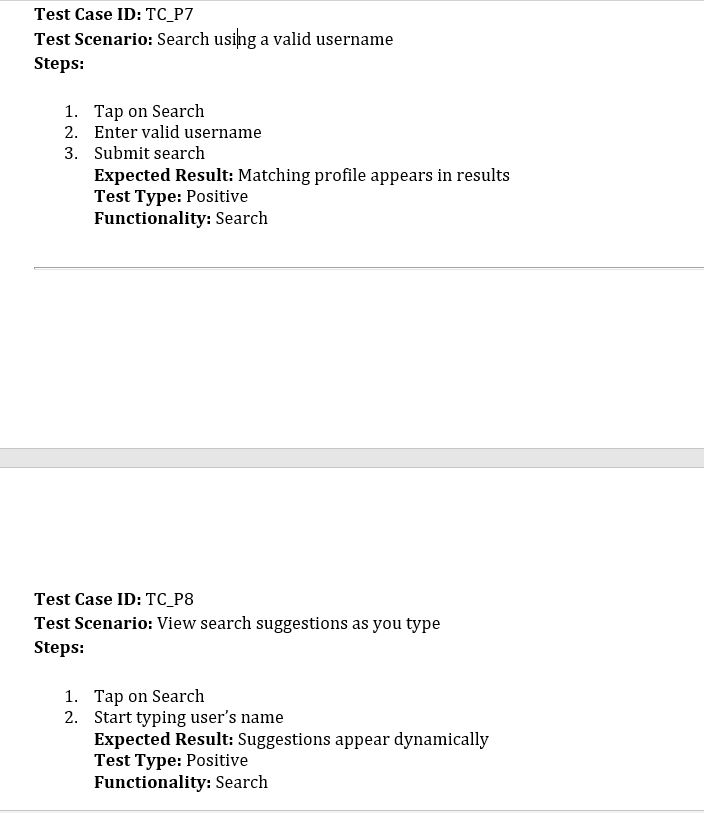 Test Case ID: TC_P7
Test Scenario: Search using a valid username
Steps:
1. Tap on Search
2. Enter valid username
3. Submit search
Expected Result: Matching profile appears in results
Test Type: Positive
Functionality: Search
Test Case ID: TC_P8
Test Scenario: View search suggestions as you type
Steps:
1. Tap on Search
2. Start typing user’s name
Expected Result: Suggestions appear dynamically
Test Type: Positive
Functionality: Search